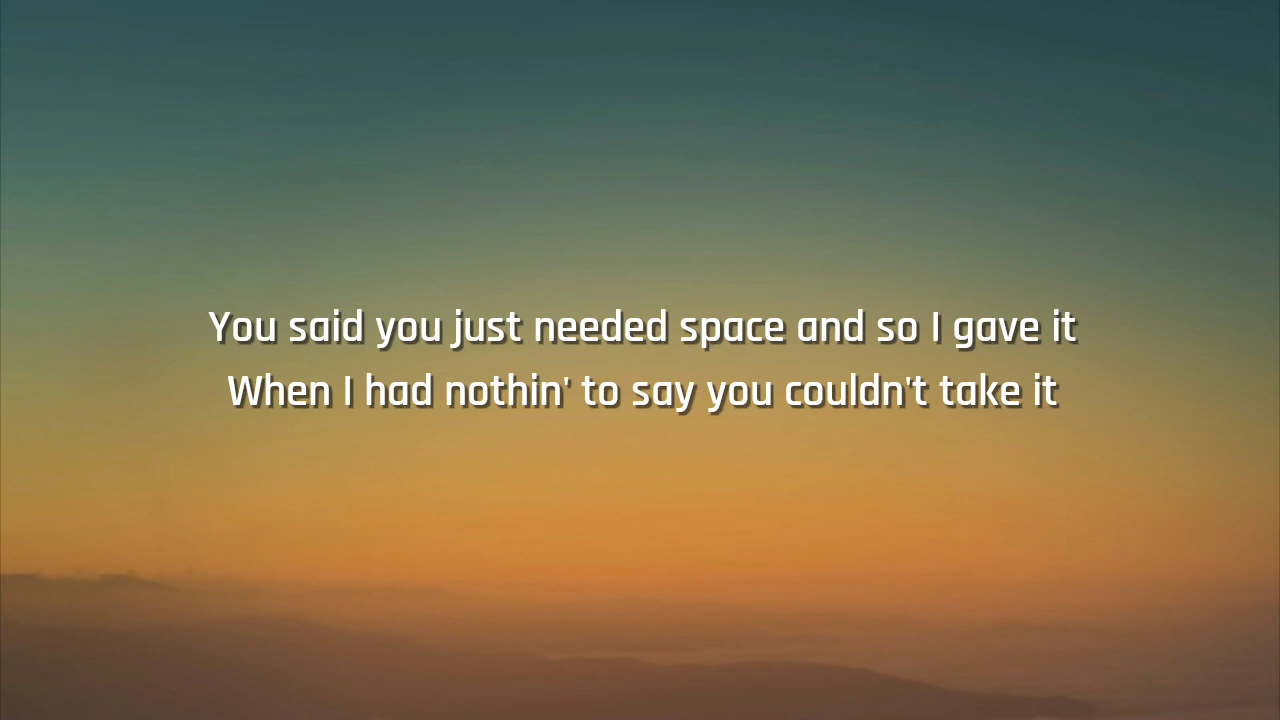 You said you just needed space and so I gave it
When I had nothin' to say you couldn't take it